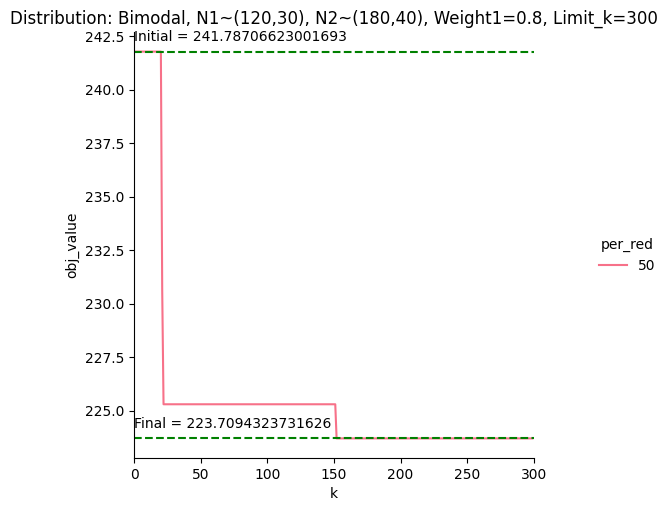 Distribution: Bimodal, N1~(120,30), N2~(180,40), Weight1=0.8, Limit_k=300
242.5
Initial = 241.78706623001693
240.0
237.5
235.0
232.5
230.0
227.5
225.0
obj_value
Final = 223.7094323731626
0 50 100 150 200 250 300
k
per_red
50